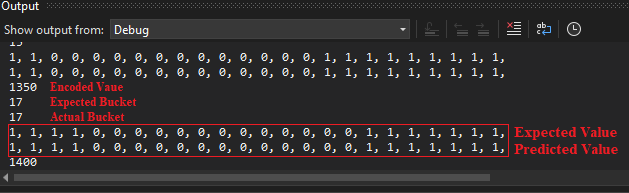 Output
Show output from: Debug
15
1, 1, 0, 0, 0, 0, 0, 0, 0, 0, 0, 0, 0, 0, 0, 1, 1, 1, 1, 1, 1, 1, 1, 1,
1, 1, 0, 0, 0, 0, 0, 0, 0, 0, 0, 0, 0, 0, 0, 1, 1, 1, 1, 1, 1, 1, 1, 1,
1350 Encoded Vaue
17 Expected Bucket
17 Actual Bucket
1, 1, 1, 1, 0, 0, 0, 0, 0, 0, 0, 0, 0, 0, 0, 0, 0, 1, 1, 1, 1, 1, 1, 1, Expected Value
1, 1, 1, 1, 0, 0, 0, 0, 0, 0, 0, 0, 0, 0, 0, 0, 0, 1, 1, 1, 1, 1, 1, 1, Predicted Value
1400